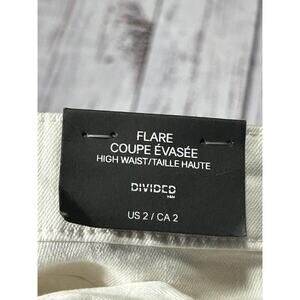 FLARE
COUPE ÉVASÉE
HIGH WAIST/TAILLE HAUTE
DIVIDED
H&M
US 2 / CA 2